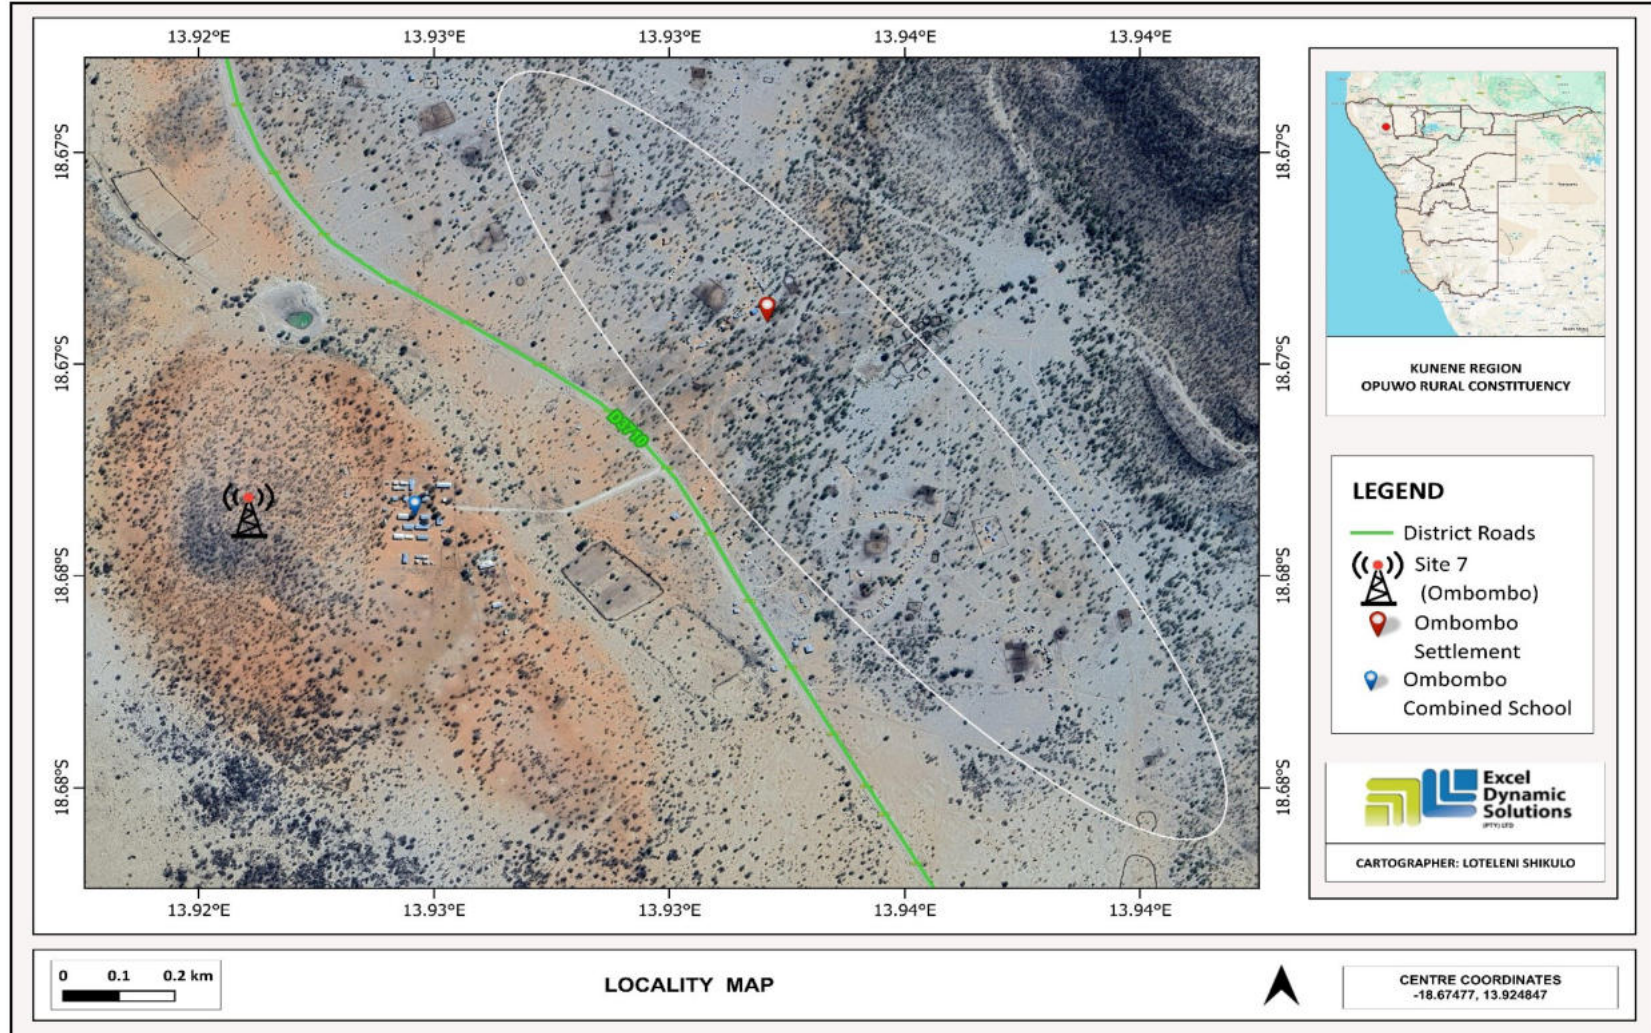 13.92°E 13.93°E 13.93°E 13.94°E 13.94°E
18.67°S 18.67°S
18.67°S 18.67°S
18.68°S 18.68°S
18.68°S 18.68°S
13.92°E 13.93°E 13.93°E 13.94°E 13.94°E
KUNENE REGION
OPUWO RURAL CONSTITUENCY
LEGEND
District Roads
Site 7
(Ombombo)
Ombombo
Settlement
Ombombo
Combined School
Excel
Dynamic
Solutions
(PTY) LTD
CARTOGRAPHER: LOTELENI SHIKULO
0 0.1 0.2 km
LOCALITY MAP
CENTRE COORDINATES
-18.67477, 13.924847